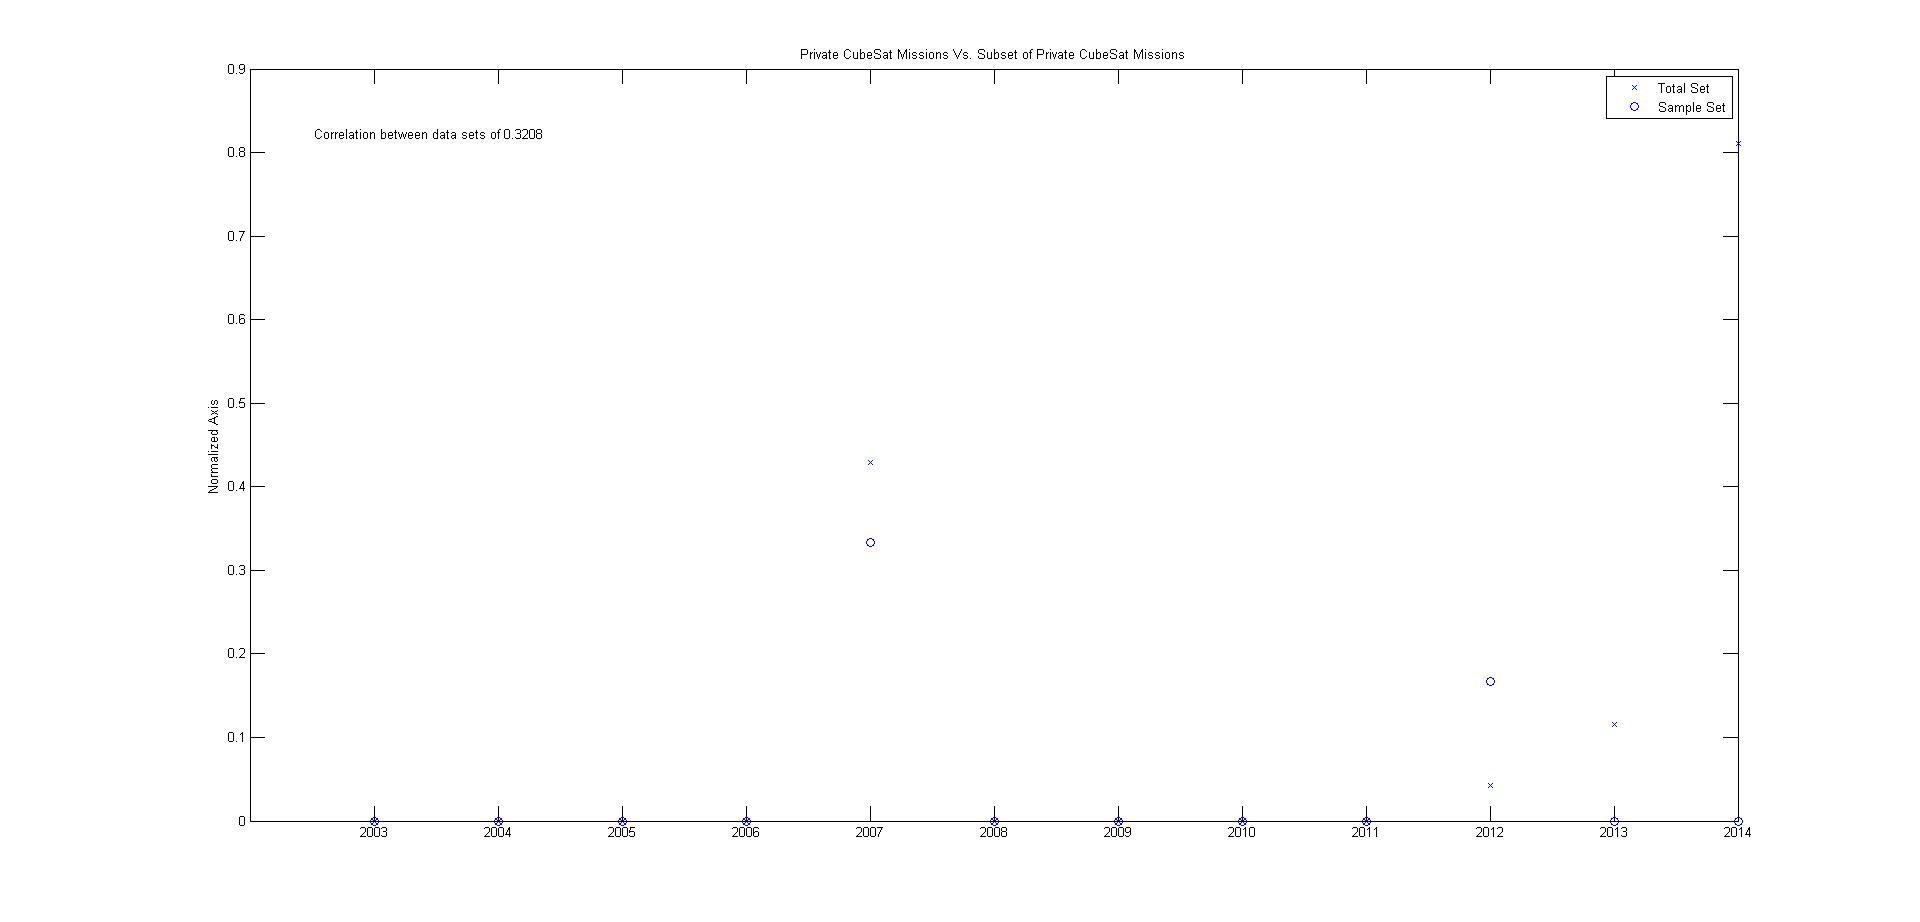 Private CubeSat Missions Vs. Subset of Private CubeSat Missions
0.9
Total Set
Sample Set
Correlation between data sets of 0.3208
0.8
0.7
0.6
0.5
Normalized Axis
0.4
0.3
0.2
0.1
0
2003 2004 2005 2006 2007 2008 2009 2010 2011 2012 2013 2014